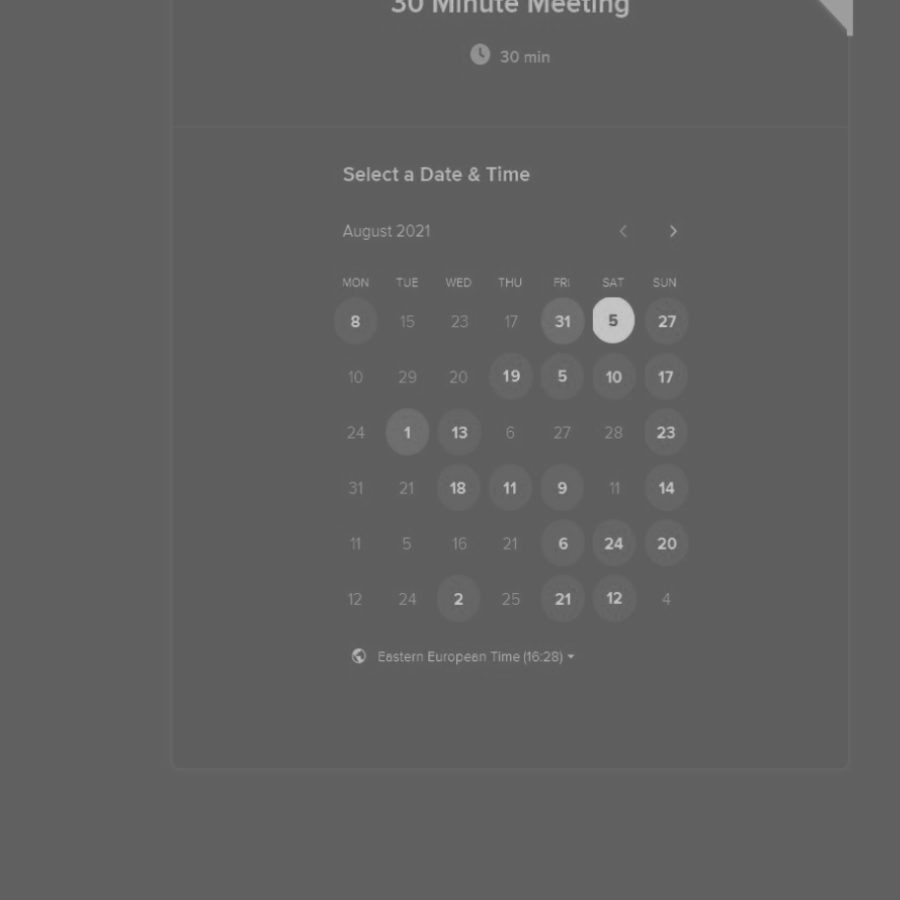 30 Minute Meeting
30 min
Select a Date & Time
August 2021
MON TUE WED THU FRI SAT SUN
8 15 23 17 31 5 27
10 29 20 19 5 10 17
24 1 13 6 27 28 23
31 21 18 11 9 11 14
11 5 16 21 6 24 20
12 24 2 25 21 12 4
Eastern European Time (16:28)